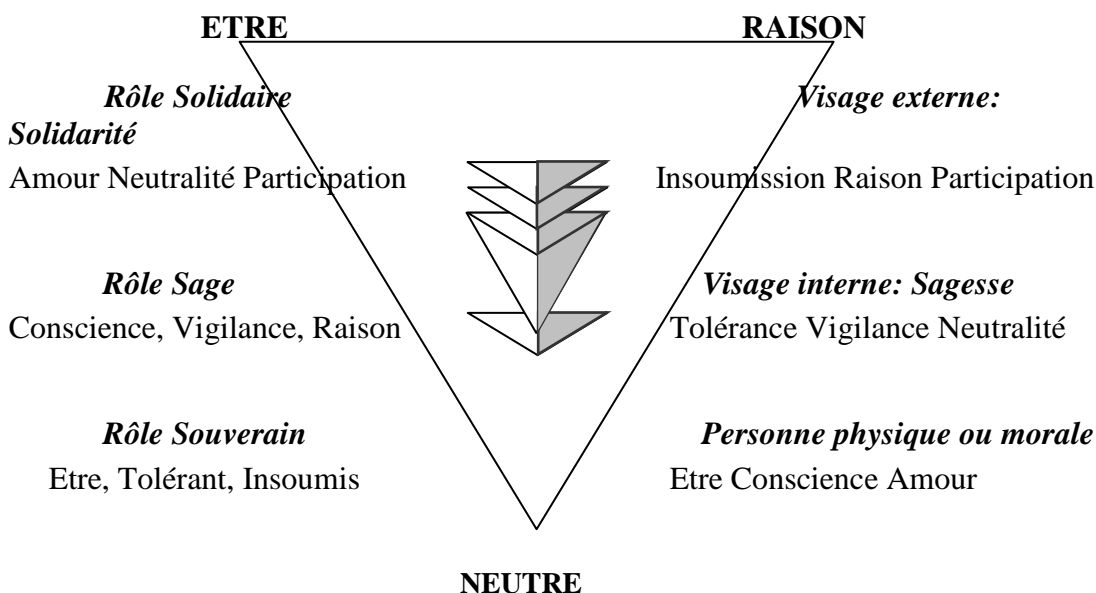 ETRE RAISON
Rôle Solidaire Visage externe:
Solidarité
Amour Neutralité Participation Insoumission Raison Participation
Rôle Sage Visage interne: Sagesse
Conscience, Vigilance, Raison Tolérance Vigilance Neutralité
Rôle Souverain Personne physique ou morale
Etre, Tolérant, Insoumis Etre Conscience Amour
NEUTRE